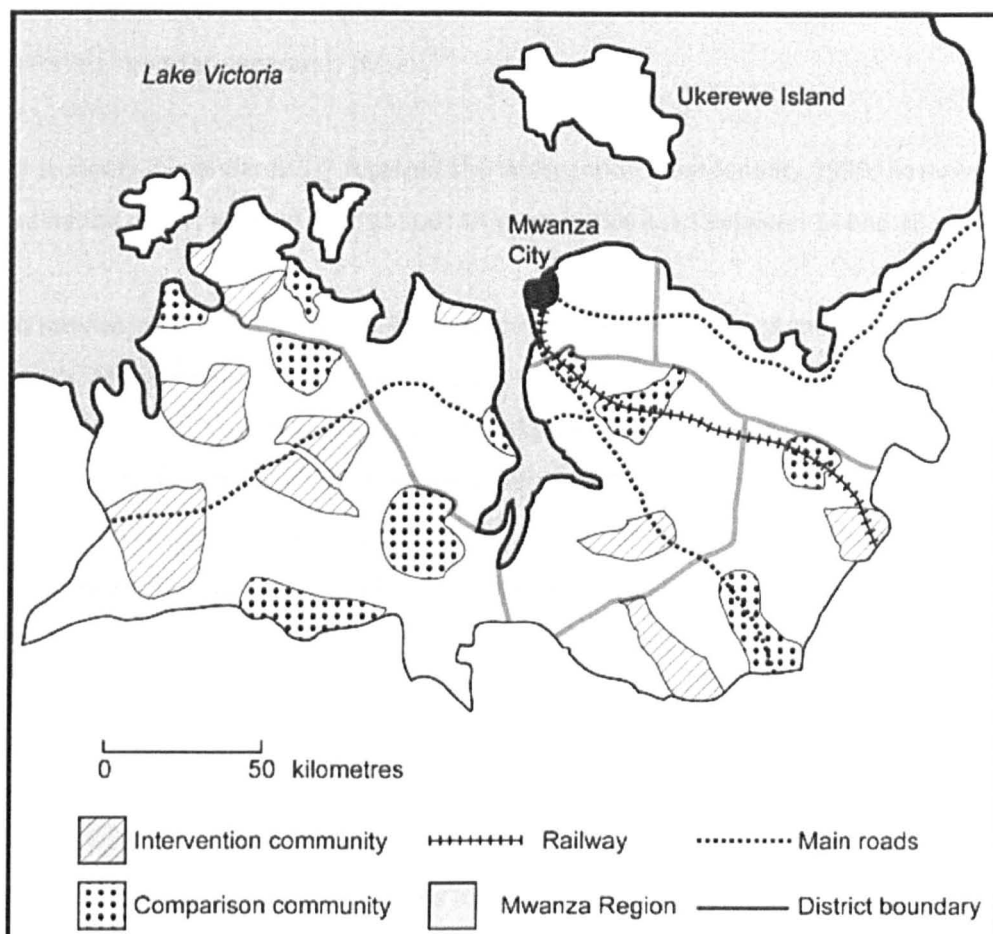 Lake Victoria
Ukerewe Island
Mwanza
City
0 50 kilometres
Intervention community
Railway
Main roads
Comparison community
Mwanza Region
District boundary